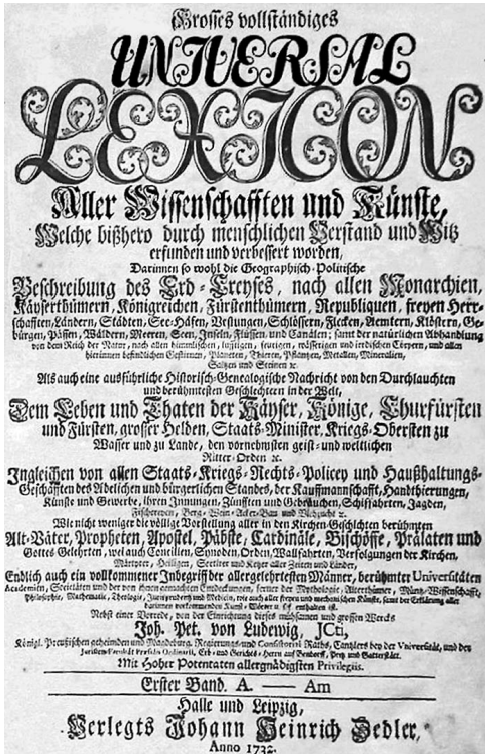 Grosses vollständiges
UNIVERSAL
LEXICON
Aller Wissenschafften und Künste,
Welche bißhero durch menschlichen Verstand und Witz
erfunden und verbessert worden,
Darinnen so wohl die Geographisch-Politische
Beschreibung des Erd-Creyses, nach allen Monarchien,
Käyserthümern, Königreichen, Fürstenthümern, Republiquen, freyen Herr-
schafften, Ländern, Städten, See-Häfen, Vestungen, Schlössern, Flecken, Aemtern, Klöstern, Ge-
bürgen, Pässen, Wäldern, Meeren, Seen, Inseln, Flüssen, und Canälen; samt der natürlichen Abhandlung
von dem Reich der Natur, nach allen himmlischen, lufftigen, feurigen, wässerigen und irrdischen Cörpern, und allen
hierinnen befindlichen Gestirnen, Planeten, Thieren, Pflantzen, Metallen, Mineralien,
Saltzen und Steinen ꝛc.
Als auch eine ausführliche Historisch-Genealogische Nachricht von den Durchlauchten
und berühmtesten Geschlechtern in der Welt,
Dem Leben und Thaten der Käyser, Könige, Churfürsten
und Fürsten, grosser Helden, Staats-Minister, Kriegs-Obersten zu
Wasser und zu Lande, den vornehmsten geist- und weltlichen
Ritter-Orden ꝛc.
Ingleichen von allen Staats- Kriegs- Rechts- Policey und Haußhaltungs-
Geschäfften des Adelichen und bürgerlichen Standes, der Kauffmannschafft, Handthierungen,
Künste und Gewerbe, ihren Innungen, Zünfften und Gebräuchen, Schiffahrten, Jagden,
Fischereyen, Berg- Wein- Acker-Bau und Viehzucht ꝛc.
Wie nicht weniger die völlige Vorstellung aller in den Kirchen-Geschichten berühmten
Alt-Väter, Propheten, Apostel, Päbste, Cardinäle, Bischöffe, Prälaten und
Gottes-Gelehrten, wie auch Concilien, Synoden, Orden, Wallfahrten, Verfolgungen der Kirchen,
Märtyrer, Heiligen, Sectirer und Ketzer aller Zeiten und Länder,
Endlich auch ein vollkommener Inbegriff der allergelehrtesten Männer, berühmter Universitäten
Academien, Societäten und der von ihnen gemachten Entdeckungen, ferner der Mythologie, Alterthümer, Müntz-Wissenschafft,
Philosophie, Mathematic, Theologie, Jurisprudentz und Medicin, wie auch aller freyen und mechanischen Künste, samt der Erklärung aller
darinnen vorkommenden Kunst-Wörter u. s. f. enthalten ist.
Nebst einer Vorrede, von der Einrichtung dieses mühsamen und grossen Wercks
Joh. Pet. von Ludewig, JCti,
Königl. Preußischen geheimden und Magdeburg. Regierungs- und Consistorial-Raths, Cantzlers bey der Universität, und der
Juristen-Facultät Præsidis Ordinarii, Erb- und Gerichts-Herrn auf Bendorff, Pretz und Gatterstätt.
Mit Hoher Potentaten allergnädigsten Privilegiis.
Erster Band. A. — Am
Halle und Leipzig,
Verlegts Johann Heinrich Zedler,
Anno 1732.